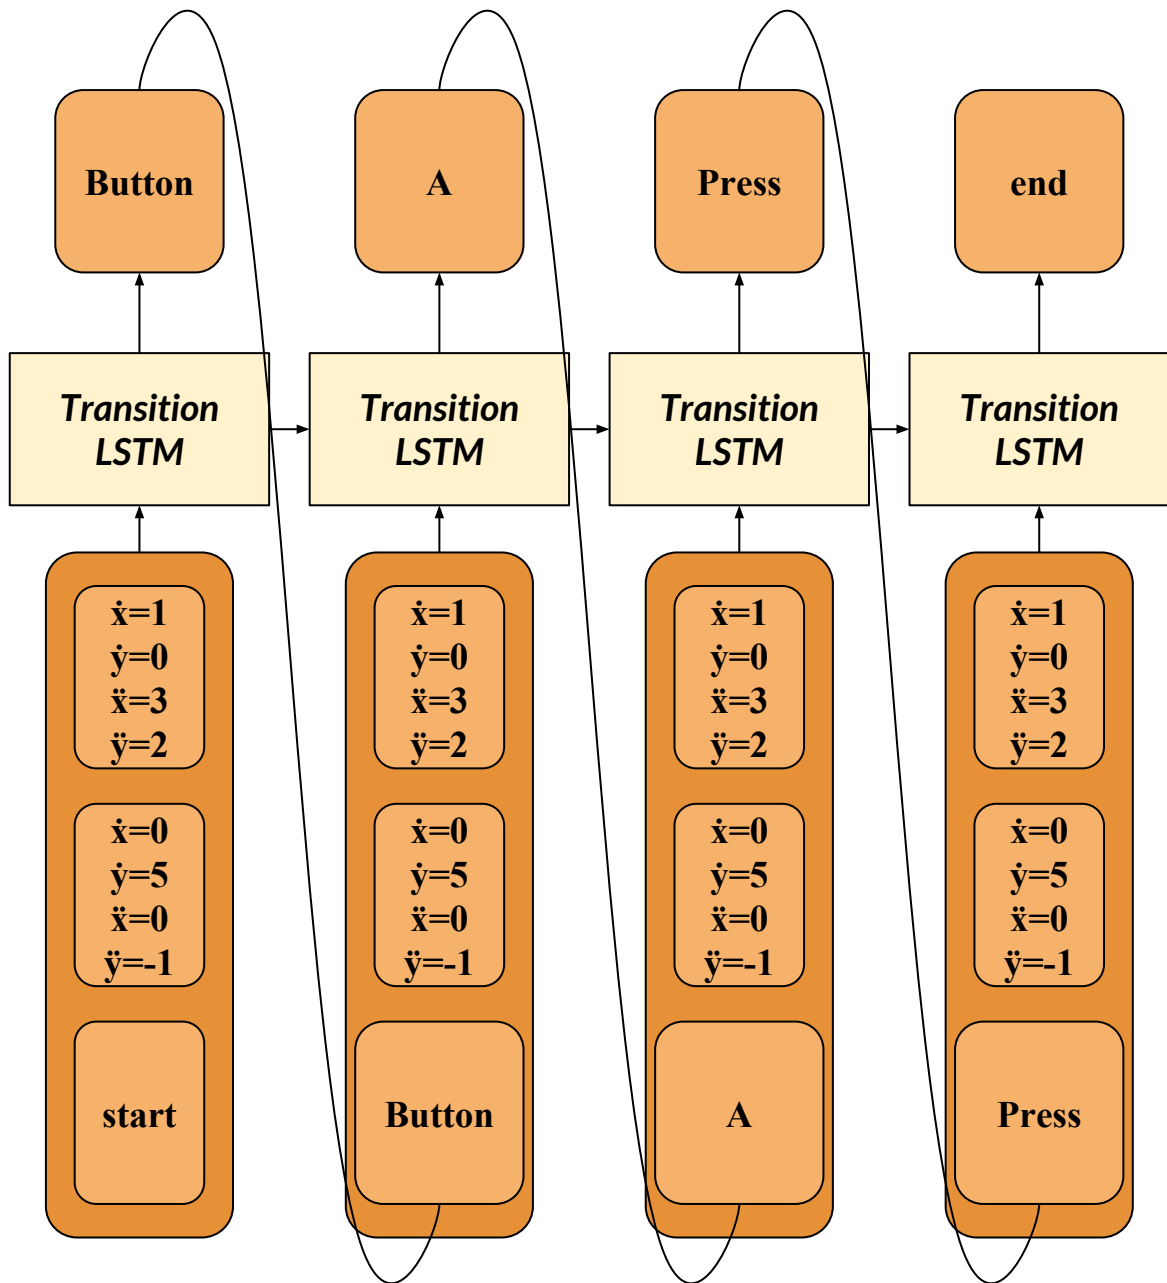 Button
A
Press
end
Transition
LSTM
Transition
LSTM
Transition
LSTM
Transition
LSTM
ẋ=1
ẏ=0
ẍ=3
ÿ=2
ẋ=0
ẏ=5
ẍ=0
ÿ=-1
start
ẋ=1
ẏ=0
ẍ=3
ÿ=2
ẋ=0
ẏ=5
ẍ=0
ÿ=-1
Button
ẋ=1
ẏ=0
ẍ=3
ÿ=2
ẋ=0
ẏ=5
ẍ=0
ÿ=-1
A
ẋ=1
ẏ=0
ẍ=3
ÿ=2
ẋ=0
ẏ=5
ẍ=0
ÿ=-1
Press